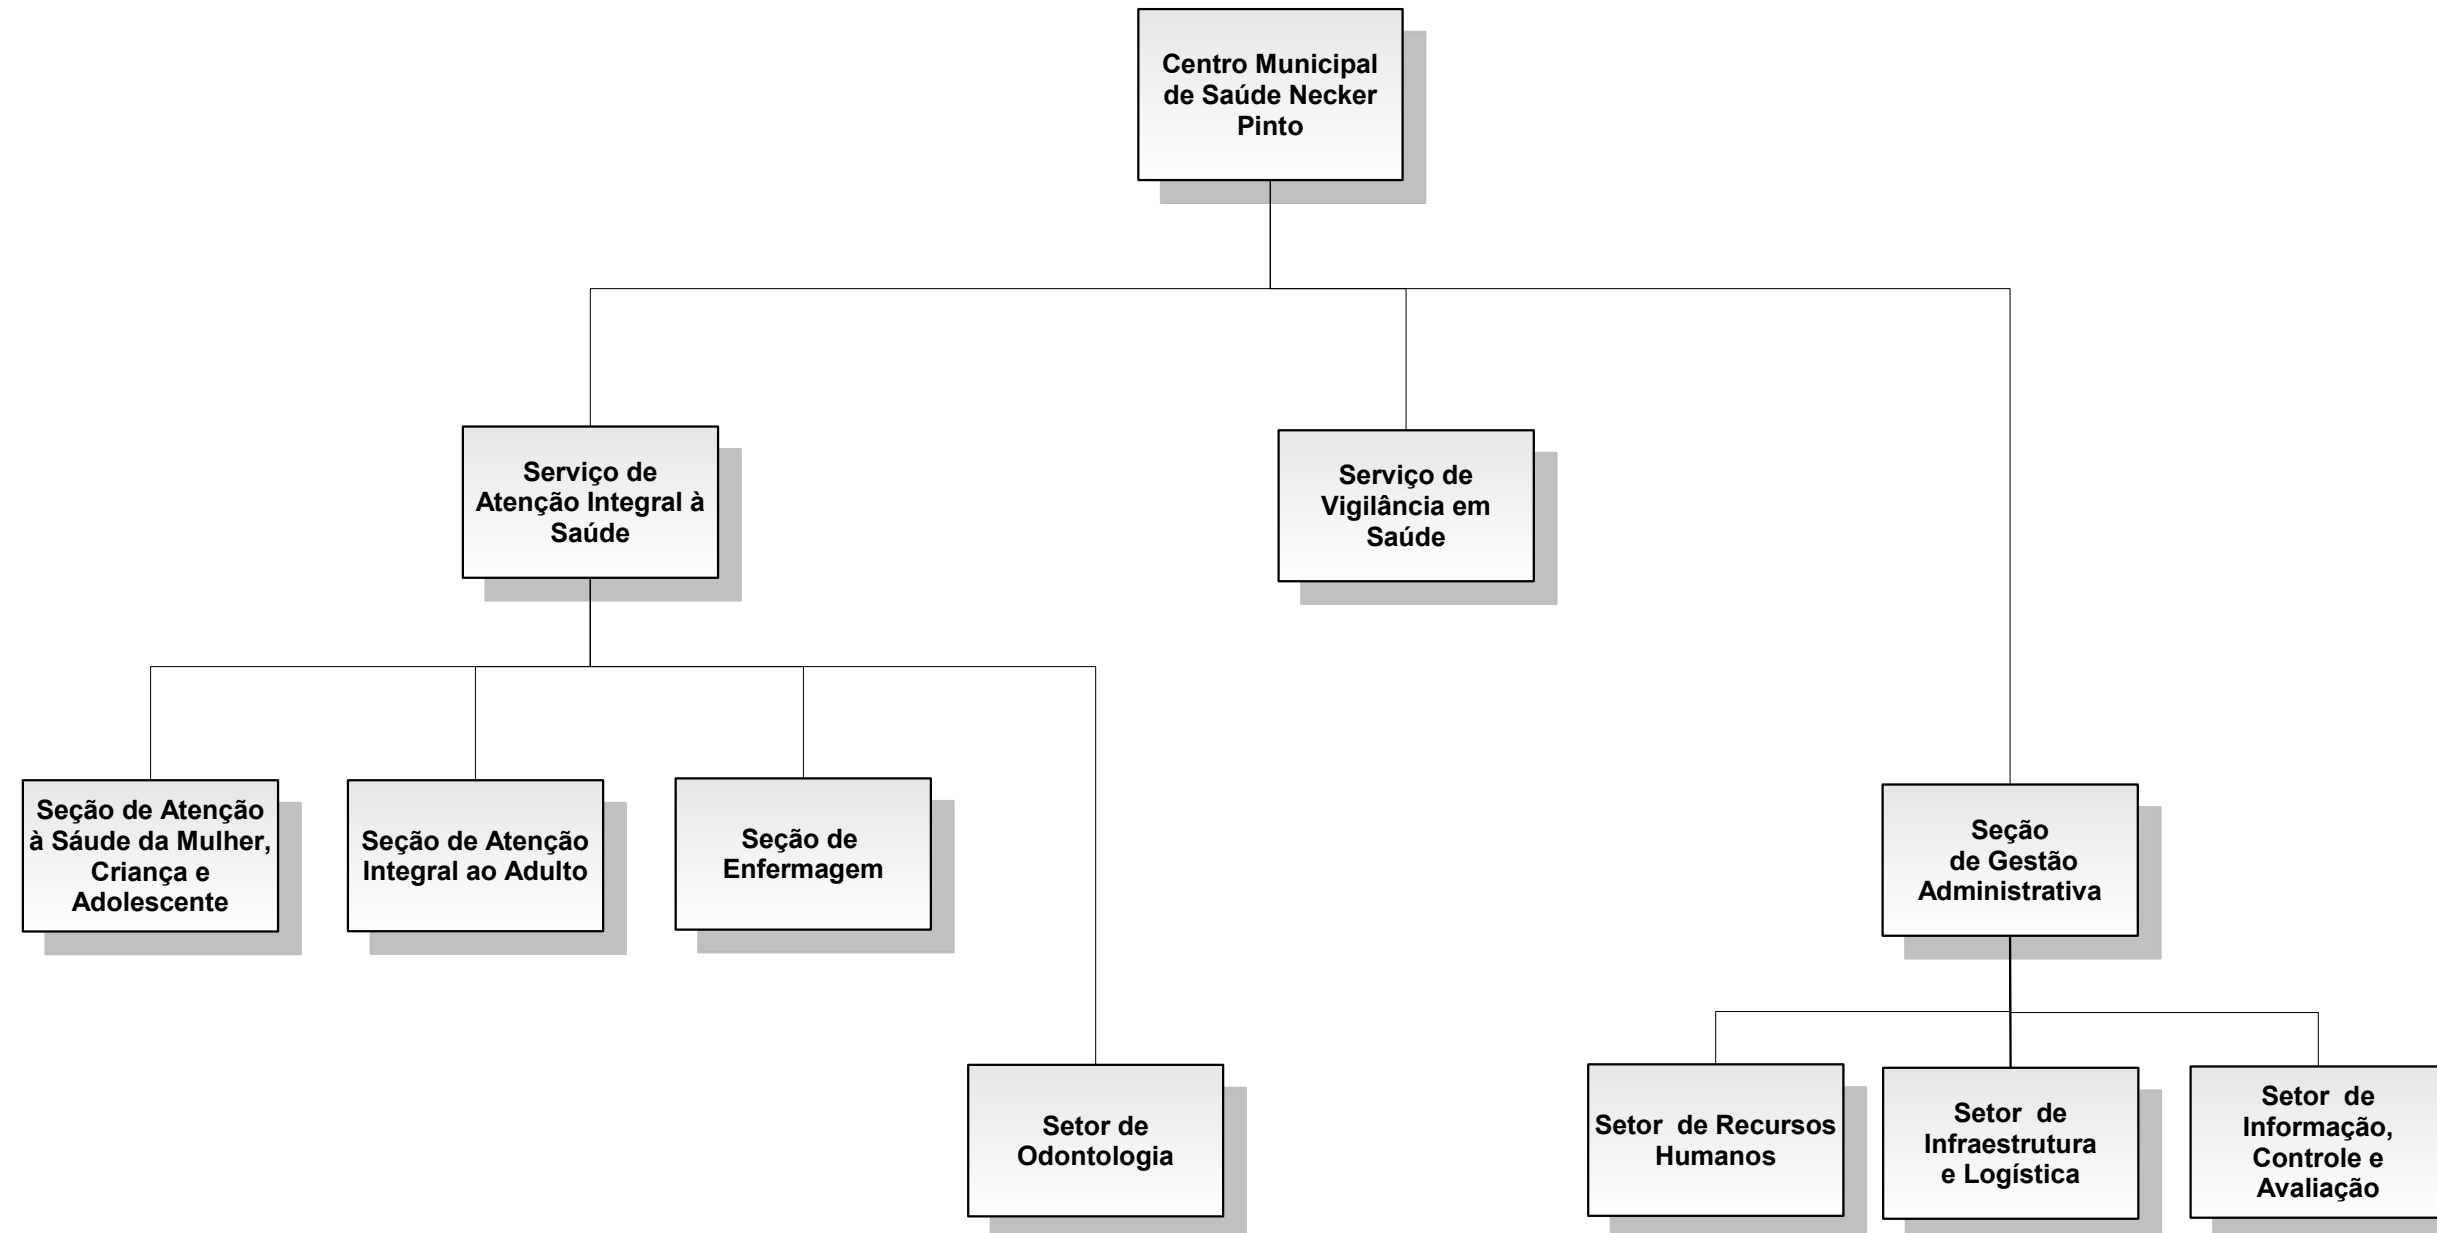 Centro Municipal
de Saúde Necker
Pinto
Serviço de
Atenção Integral à
Saúde
Serviço de
Vigilância em
Saúde
Seção de Atenção
à Sáude da Mulher,
Criança e
Adolescente
Seção de Atenção
Integral ao Adulto
Seção de
Enfermagem
Seção
de Gestão
Administrativa
Setor de
Odontologia
Setor  de Recursos
Humanos
Setor  de
Infraestrutura
e Logística
Setor  de
Informação,
Controle e
Avaliação